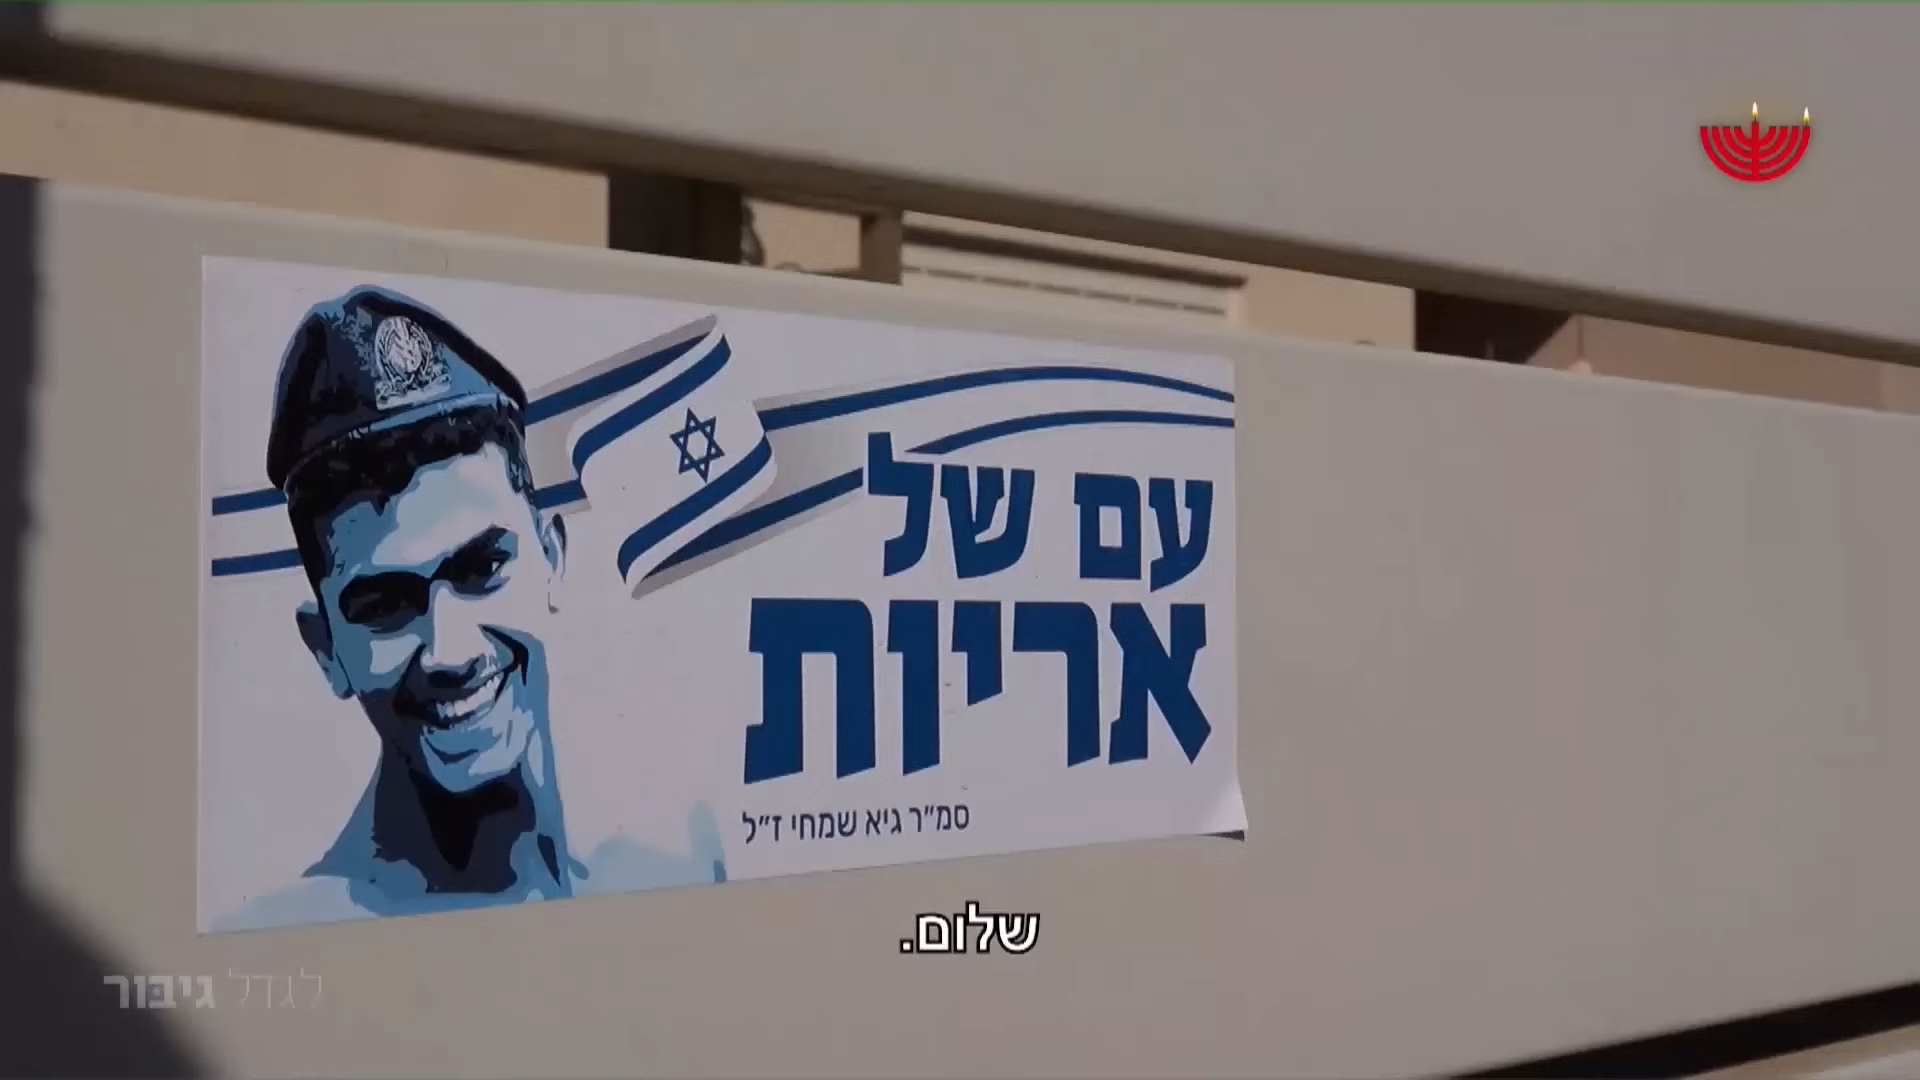 עם של
אריות
סמ״ר גיא שמחי ז״ל
שלום.
לגדל גיבור